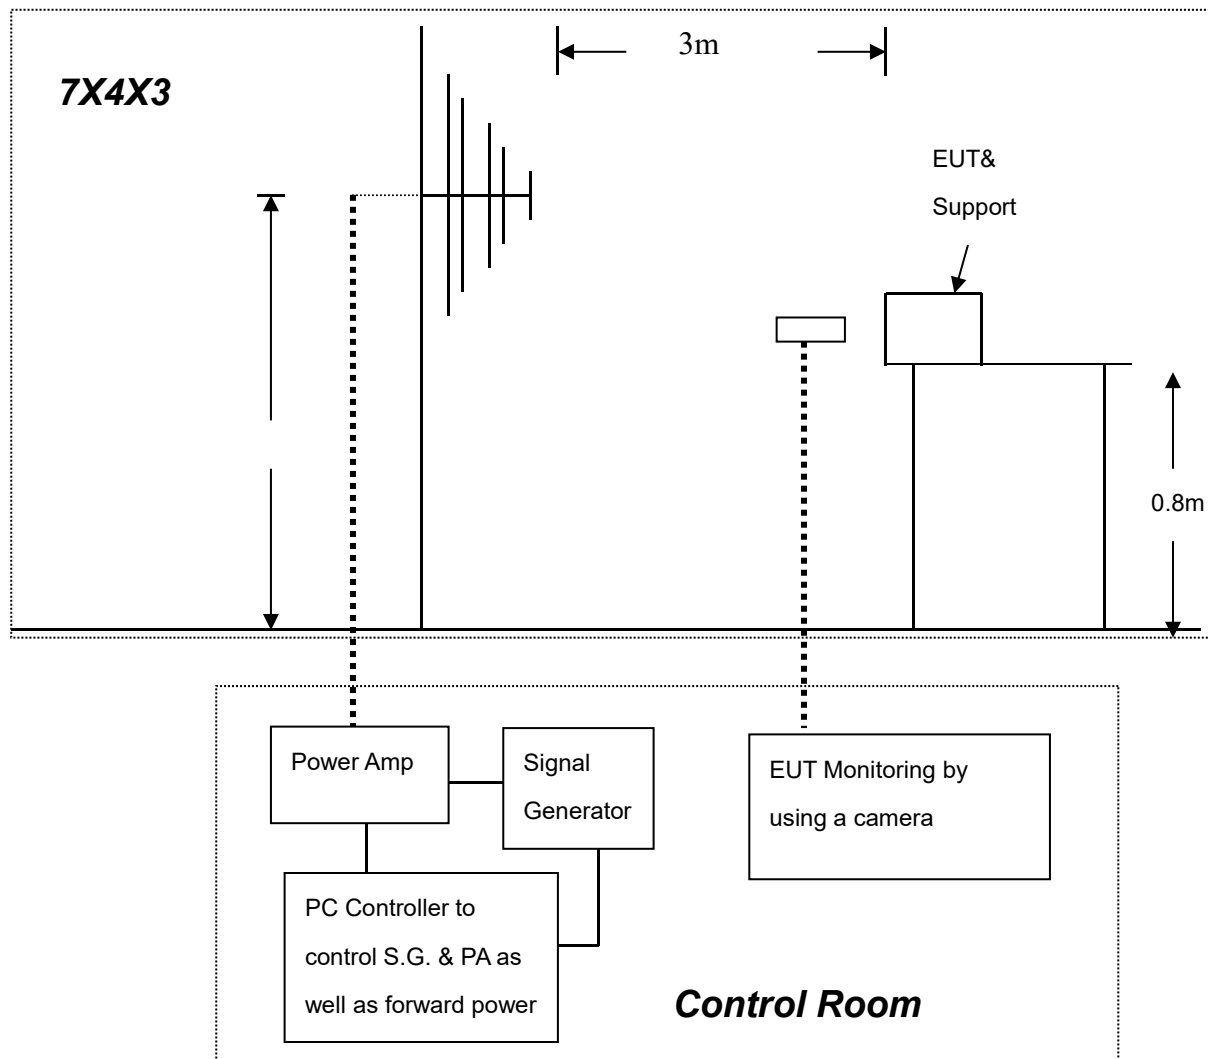 3m
7X4X3
EUT&
Support
0.8m
Power Amp
Signal
Generator
EUT Monitoring by
using a camera
PC Controller to
control S.G. & PA as
well as forward power
Control Room